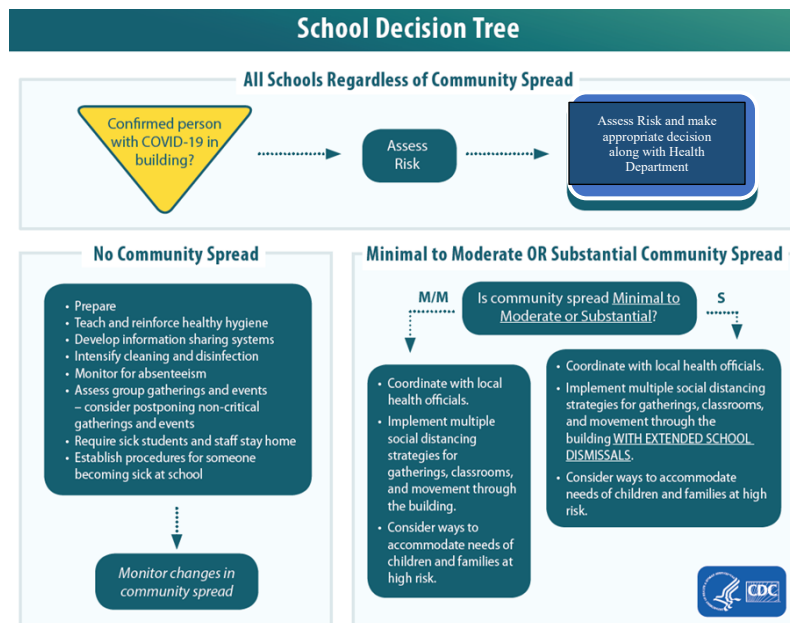 School Decision Tree
All Schools Regardless of Community Spread
Confirmed person
with COVID-19 in
building?
Assess
Risk
Assess Risk and make
appropriate decision
along with Health
Department
No Community Spread
• Prepare
• Teach and reinforce healthy hygiene
• Develop information sharing systems
• Intensify cleaning and disinfection
• Monitor for absenteeism
• Assess group gatherings and events
– consider postponing non-critical
gatherings and events
• Require sick students and staff stay home
• Establish procedures for someone
becoming sick at school
Monitor changes in
community spread
Minimal to Moderate OR Substantial Community Spread
M/M
Is community spread Minimal to
Moderate or Substantial?
S
• Coordinate with local
health officials.
• Implement multiple
social distancing
strategies for
gatherings, classrooms,
and movement through
the building.
• Consider ways to
accommodate needs of
children and families at
high risk.
• Coordinate with local health officials.
• Implement multiple social distancing
strategies for gatherings, classrooms,
and movement through the
building WITH EXTENDED SCHOOL
DISMISSALS.
• Consider ways to accommodate
needs of children and families at high
risk.
CDC